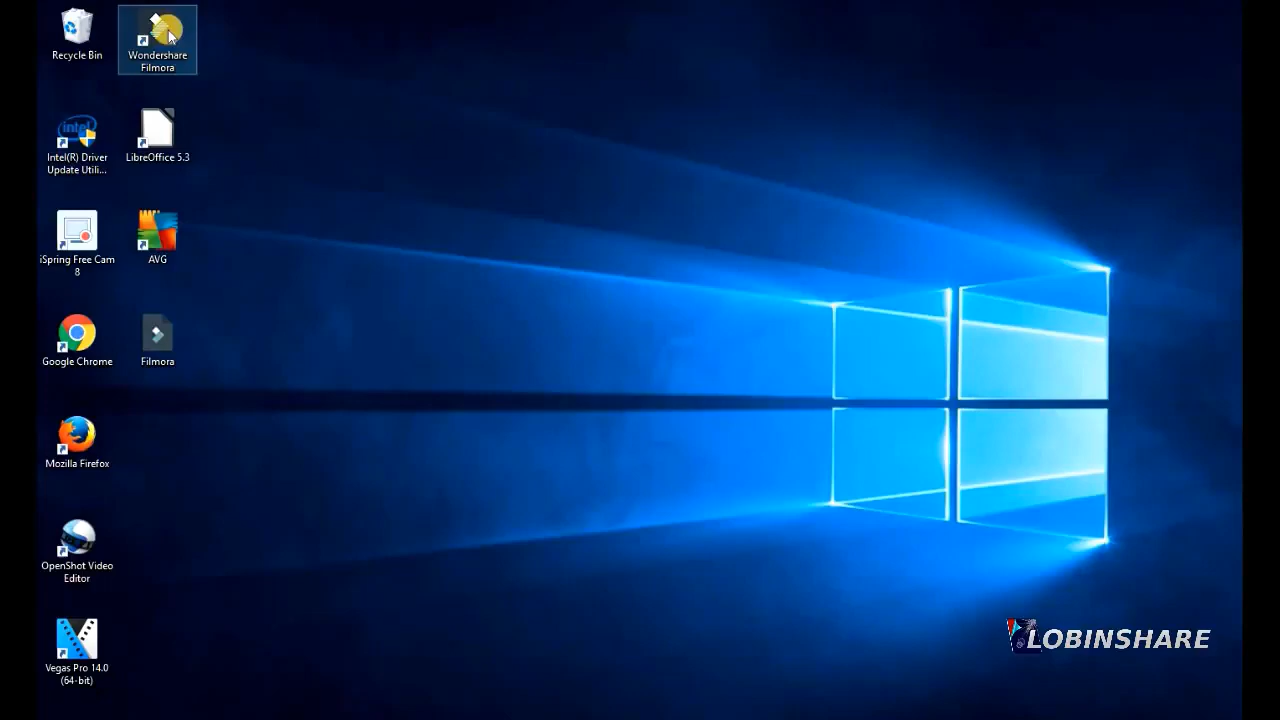 Recycle Bin
Wondershare
Filmora
intel
Intel(R) Driver
Update Utili...
LibreOffice 5.3
iSpring Free Cam
8
AVG
Google Chrome
Filmora
Mozilla Firefox
OpenShot Video
Editor
Vegas Pro 14.0
(64-bit)
LOBINSHARE